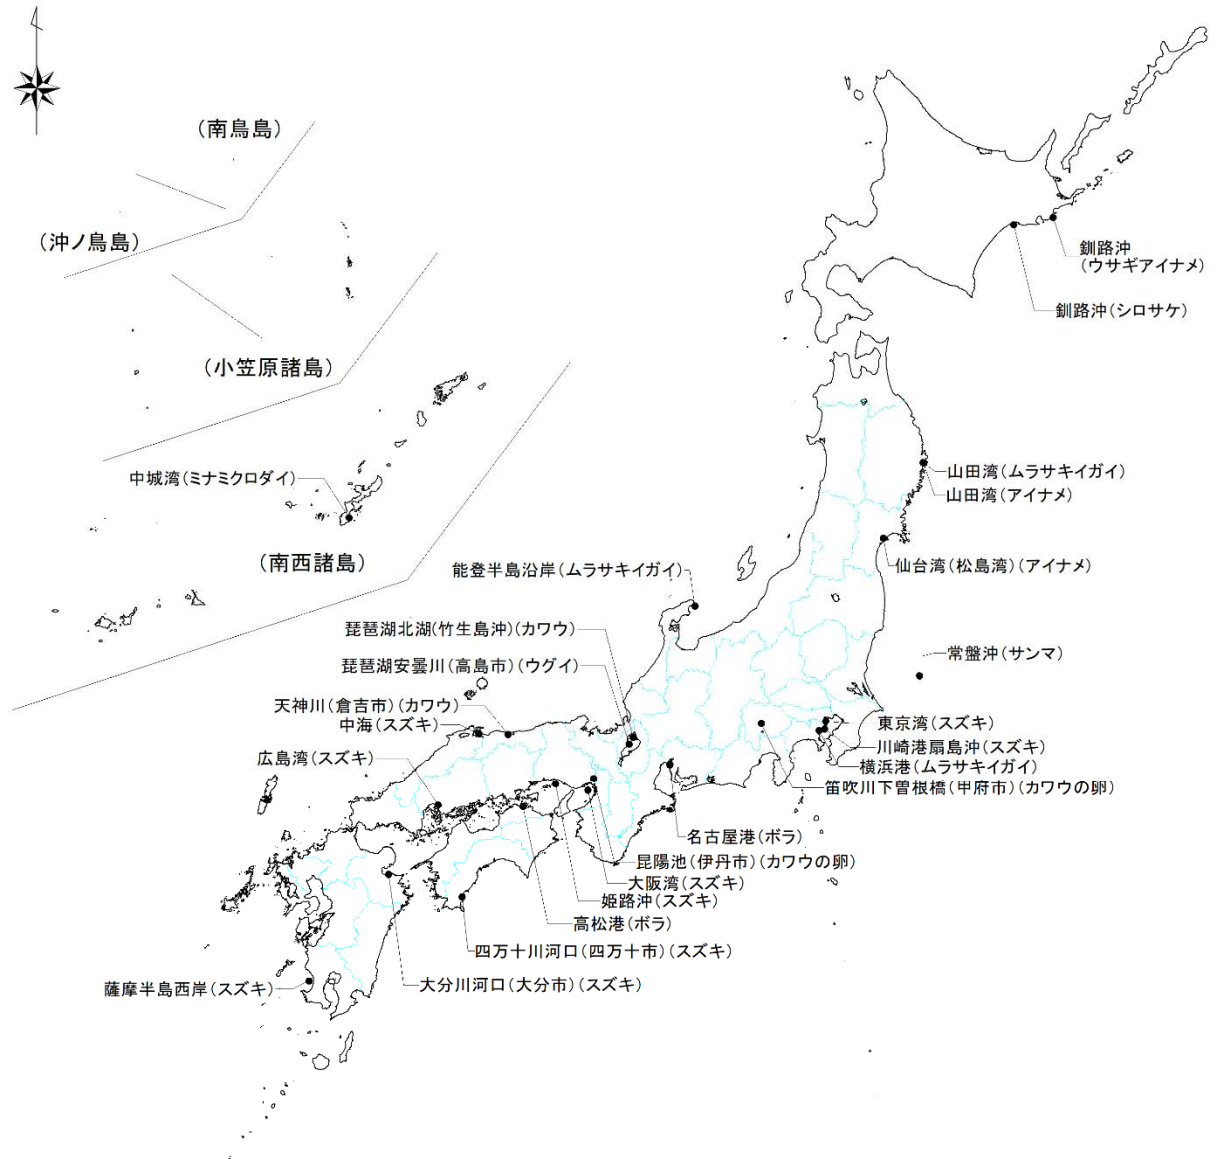 (南鳥島)
(沖ノ鳥島)
(小笠原諸島)
釧路沖
(ウサギアイナメ)
釧路沖(シロサケ)
中城湾(ミナミクロダイ)
山田湾(ムラサキイガイ)
山田湾(アイナメ)
(南西諸島)
仙台湾(松島湾)(アイナメ)
能登半島沿岸(ムラサキイガイ)
琵琶湖北湖(竹生島沖)(カワウ)
常盤沖(サンマ)
琵琶湖安曇川(高島市)(ウグイ)
天神川(倉吉市)(カワウ)
中海(スズキ)
東京湾(スズキ)
川崎港扇島沖(スズキ)
広島湾(スズキ)
横浜港(ムラサキイガイ)
笛吹川下曽根橋(甲府市)(カワウの卵)
名古屋港(ボラ)
昆陽池(伊丹市)(カワウの卵)
大阪湾(スズキ)
姫路沖(スズキ)
高松港(ボラ)
四万十川河口(四万十市)(スズキ)
大分川河口(大分市)(スズキ)
薩摩半島西岸(スズキ)